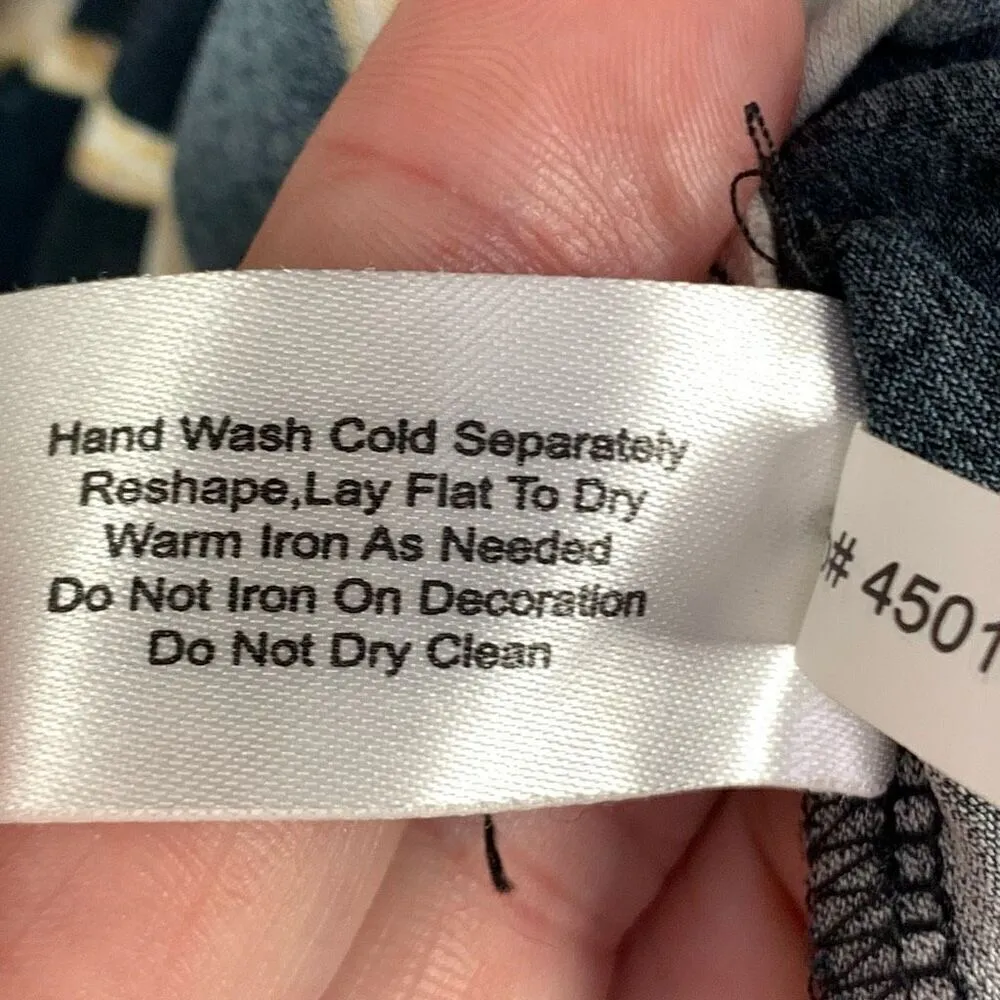 Hand Wash Cold Separately
Reshape,Lay Flat To Dry
Warm Iron As Needed
Do Not Iron On Decoration
Do Not Dry Clean
# 4501